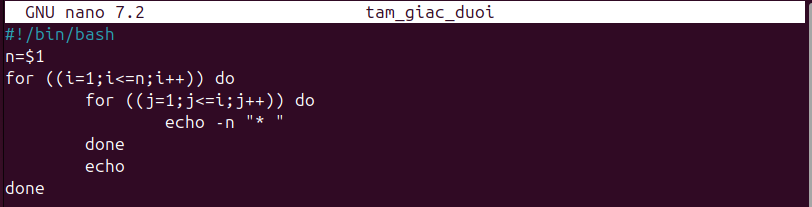 GNU nano 7.2 tam_giac_duoi
#!/bin/bash
n=$1
for ((i=1;i<=n;i++)) do
        for ((j=1;j<=i;j++)) do
                echo -n "* "
        done
        echo
done